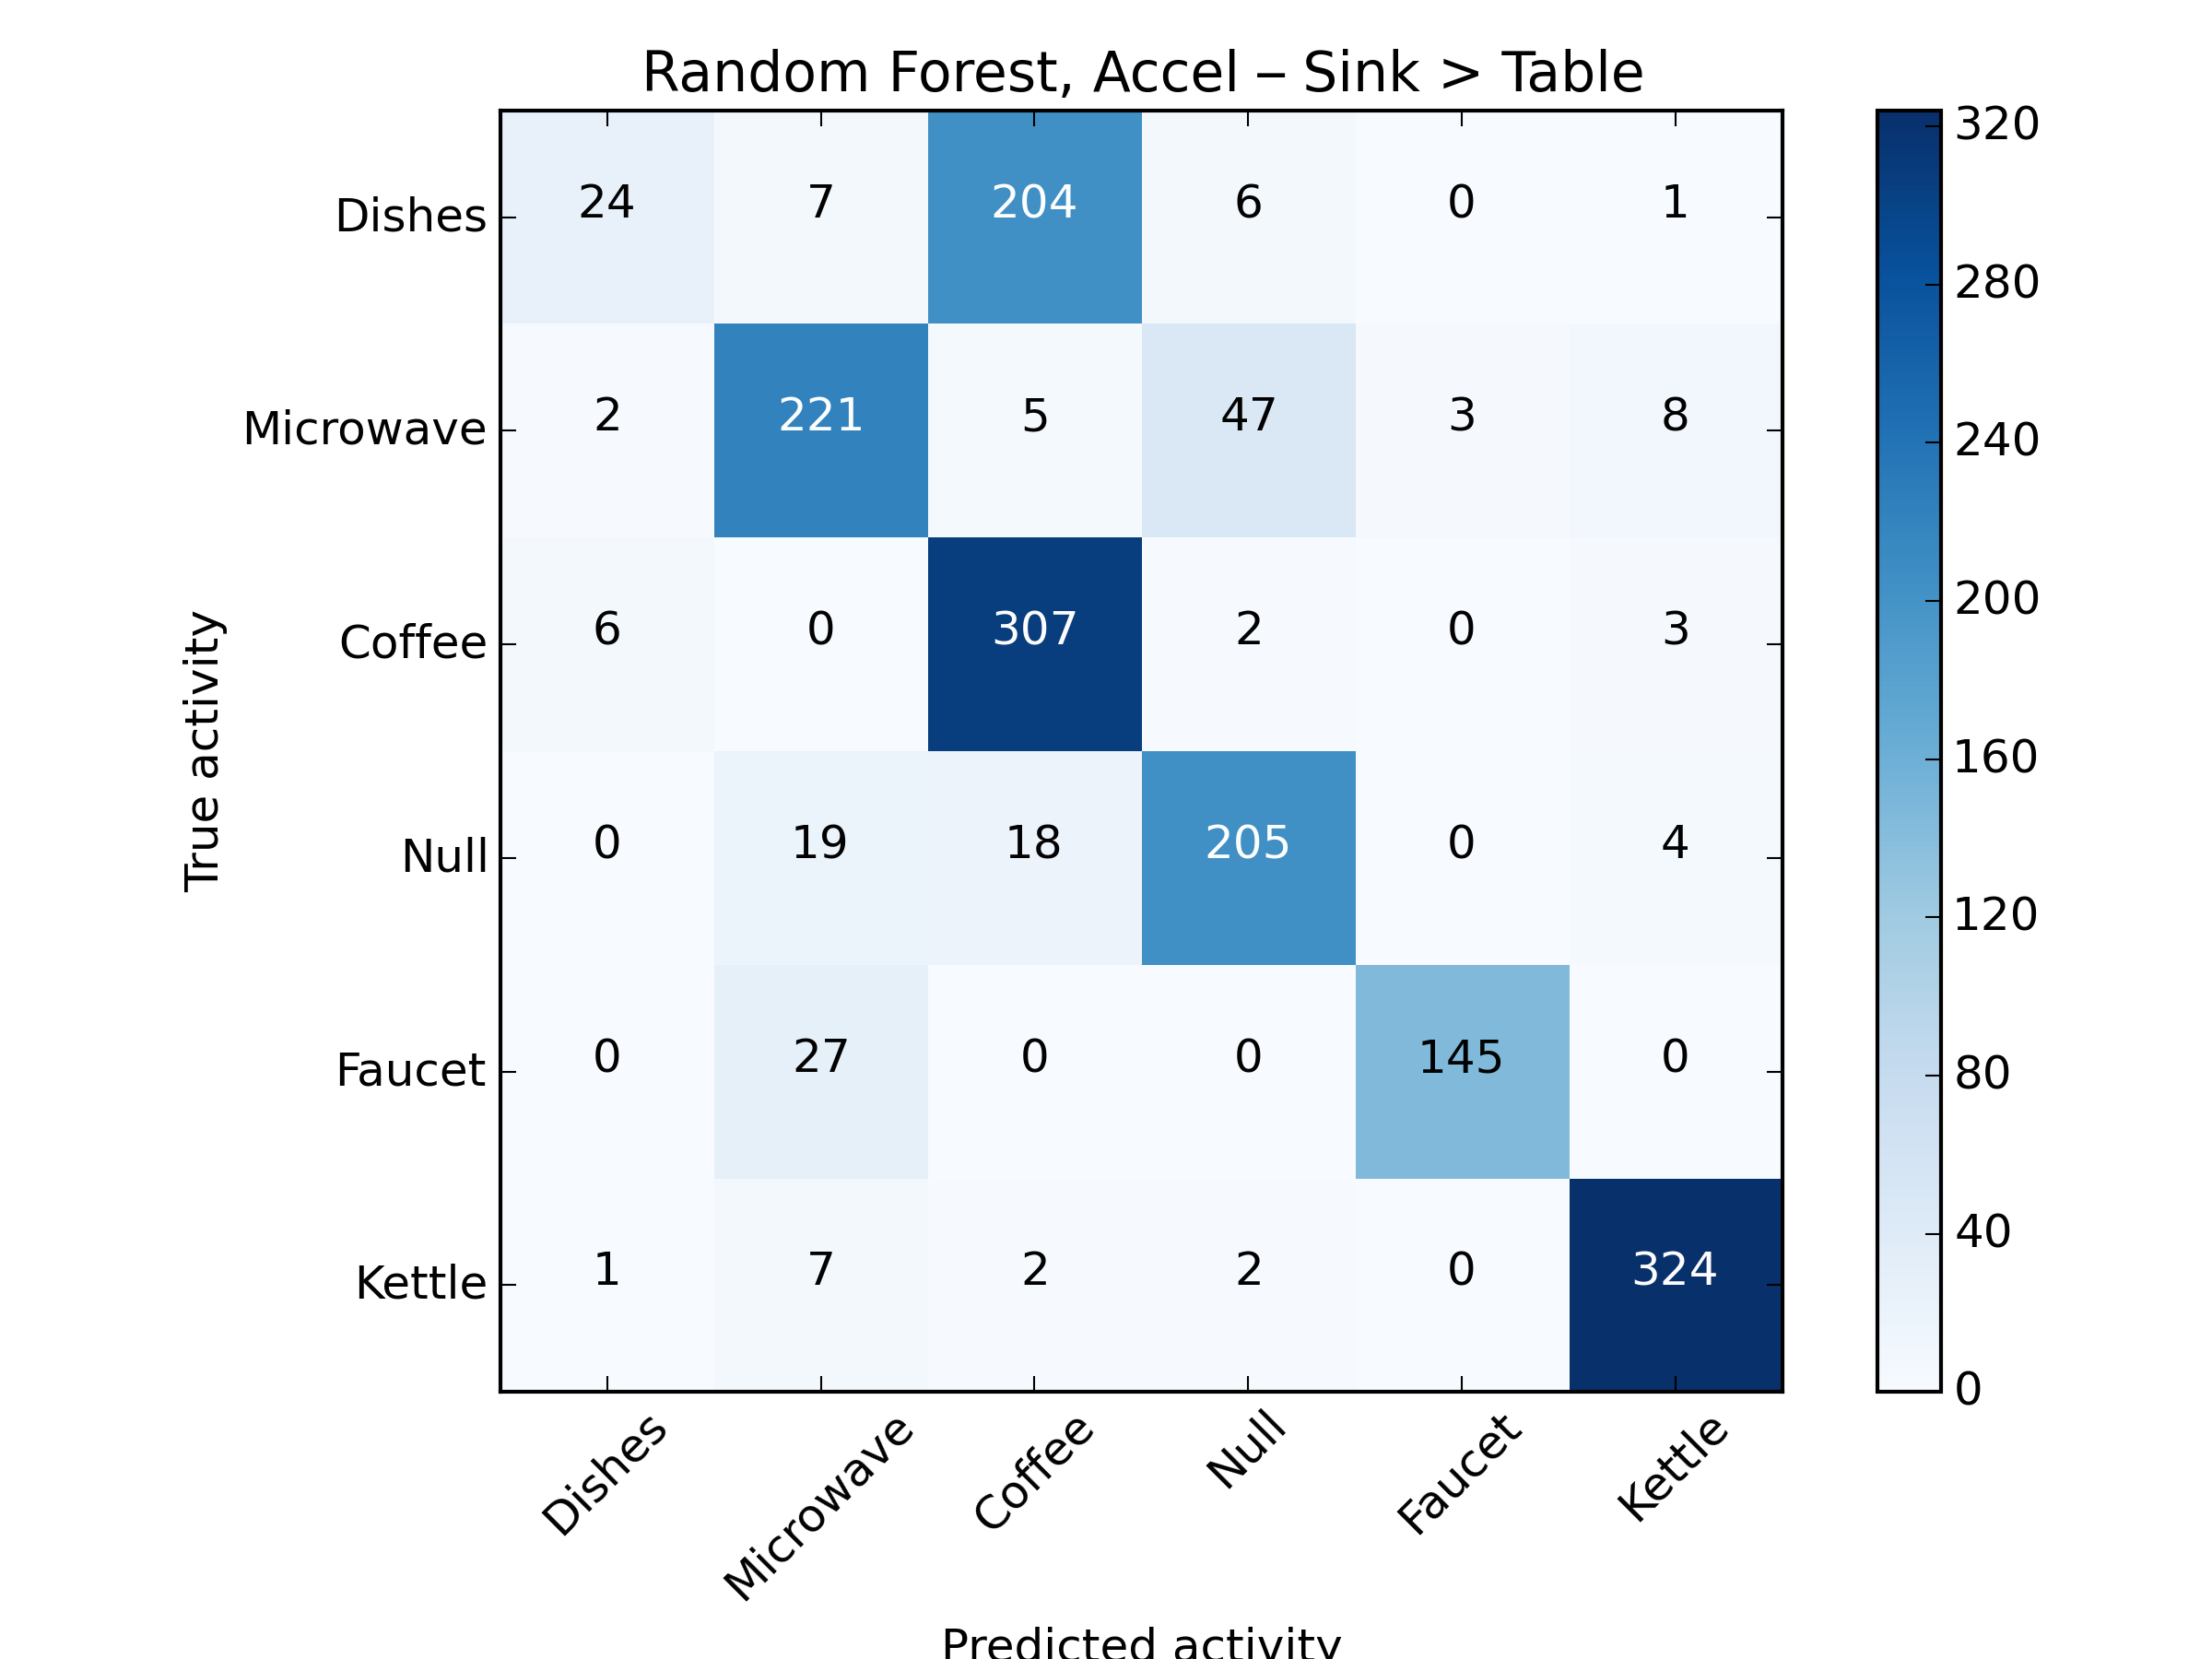 Random Forest, Accel – Sink > Table
Dishes 24 7 204 6 0 1
Microwave 2 221 5 47 3 8
Coffee 6 0 307 2 0 3
Null 0 19 18 205 0 4
Faucet 0 27 0 0 145 0
Kettle 1 7 2 2 0 324
True activity
Dishes Microwave Coffee Null Faucet Kettle
Predicted activity
320
280
240
200
160
120
80
40
0